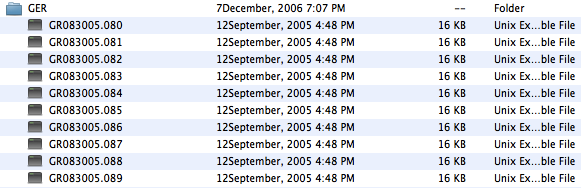 GER 7December, 2006 7:07 PM -- Folder
GR083005.080 12September, 2005 4:48 PM 16 KB Unix Ex...ble File
GR083005.081 12September, 2005 4:48 PM 16 KB Unix Ex...ble File
GR083005.082 12September, 2005 4:48 PM 16 KB Unix Ex...ble File
GR083005.083 12September, 2005 4:48 PM 16 KB Unix Ex...ble File
GR083005.084 12September, 2005 4:48 PM 16 KB Unix Ex...ble File
GR083005.085 12September, 2005 4:48 PM 16 KB Unix Ex...ble File
GR083005.086 12September, 2005 4:48 PM 16 KB Unix Ex...ble File
GR083005.087 12September, 2005 4:48 PM 16 KB Unix Ex...ble File
GR083005.088 12September, 2005 4:48 PM 16 KB Unix Ex...ble File
GR083005.089 12September, 2005 4:48 PM 16 KB Unix Ex...ble File